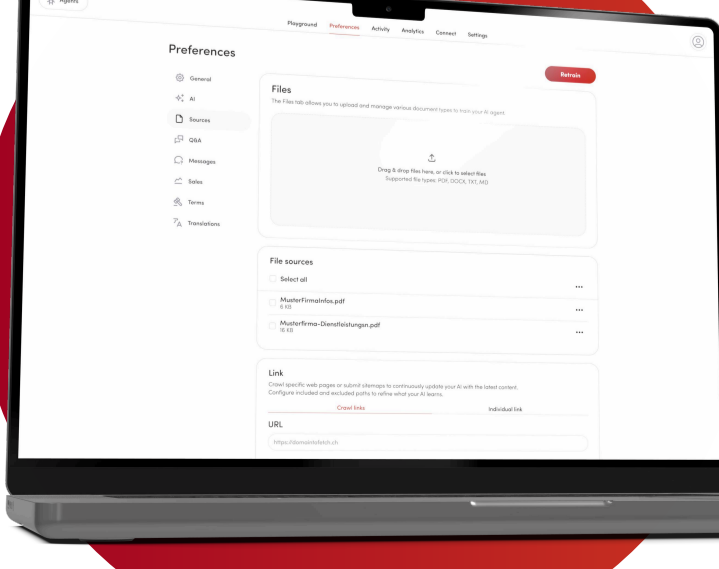 Agents
Playground Preferences Activity Analytics Connect Settings
Preferences
Retrain
General
AI
Sources
Q&A
Messages
Sales
Terms
Translations
Files
The Files tab allows you to upload and manage various document types to train your AI agent.
Drag & drop files here, or click to select files
Supported file types: PDF, DOCX, TXT, MD
File sources
Select all
MusterFirmaInfos.pdf
6 KB
Musterfirma-Dienstleistungsn.pdf
16 KB
Link
Crawl specific web pages or submit sitemaps to continuously update your AI with the latest content.
Configure included and excluded paths to refine what your AI learns.
Crawl links Individual link
URL
https://domaintofetch.ch